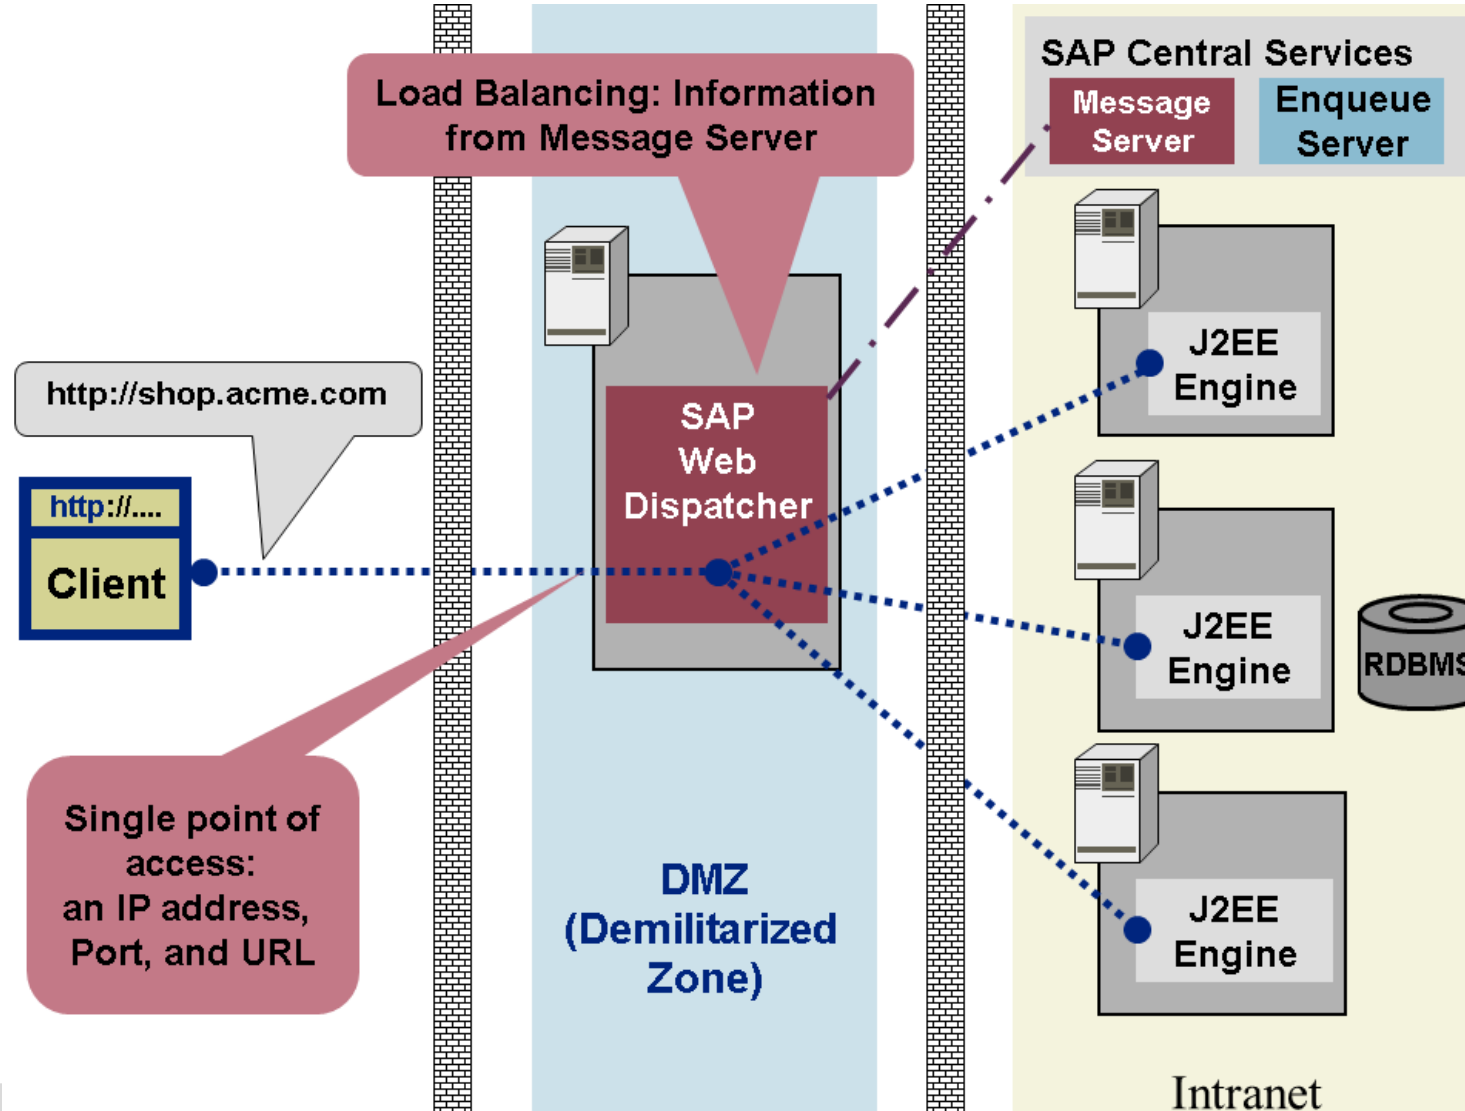 SAP Central Services
Message
Server
Enqueue
Server
Load Balancing: Information
from Message Server
http://shop.acme.com
http://....
Client
SAP
Web
Dispatcher
J2EE
Engine
J2EE
Engine
RDBMS
J2EE
Engine
Single point of
access:
an IP address,
Port, and URL
DMZ
(Demilitarized
Zone)
Intranet